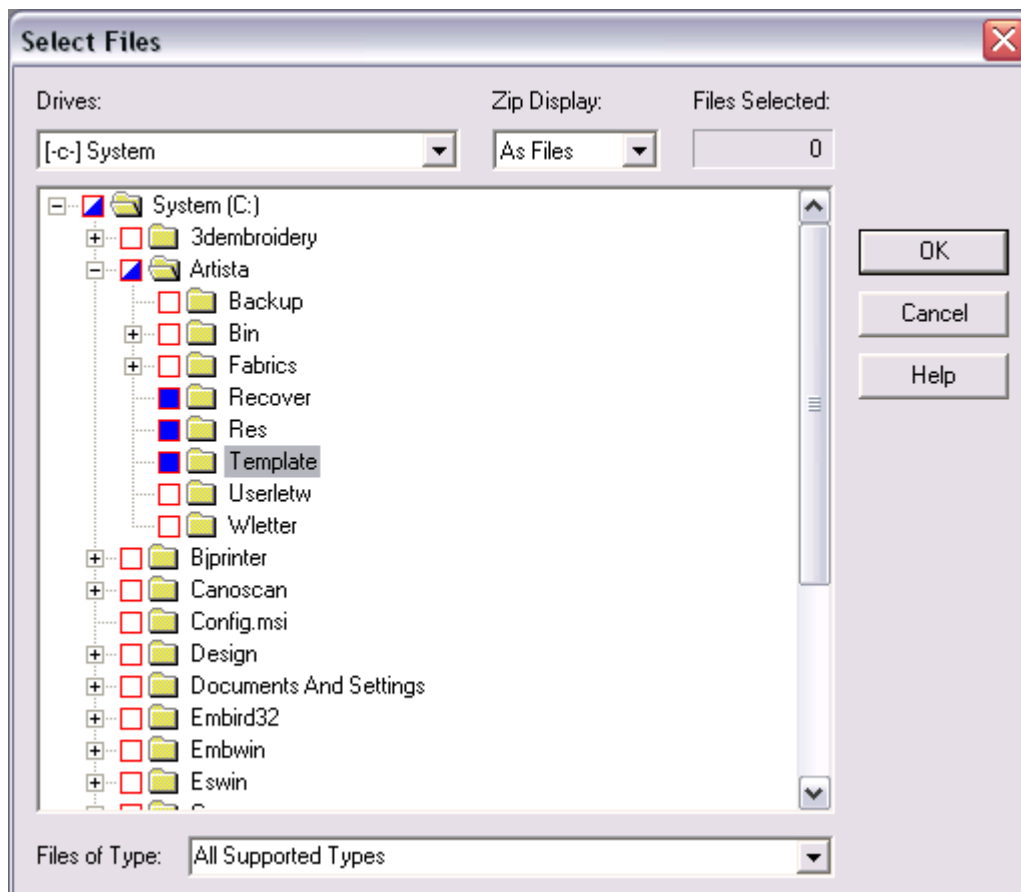 Select Files
Drives: Zip Display: Files Selected:
[-c-] System As Files 0
System (C:)
3dembroidery
Artista
OK
Backup
Bin
Cancel
Fabrics
Help
Recover
Res
Template
Userletw
Wletter
Bjprinter
Canoscan
Config.msi
Design
Documents And Settings
Embird32
Embwin
Eswin
Files of Type: All Supported Types